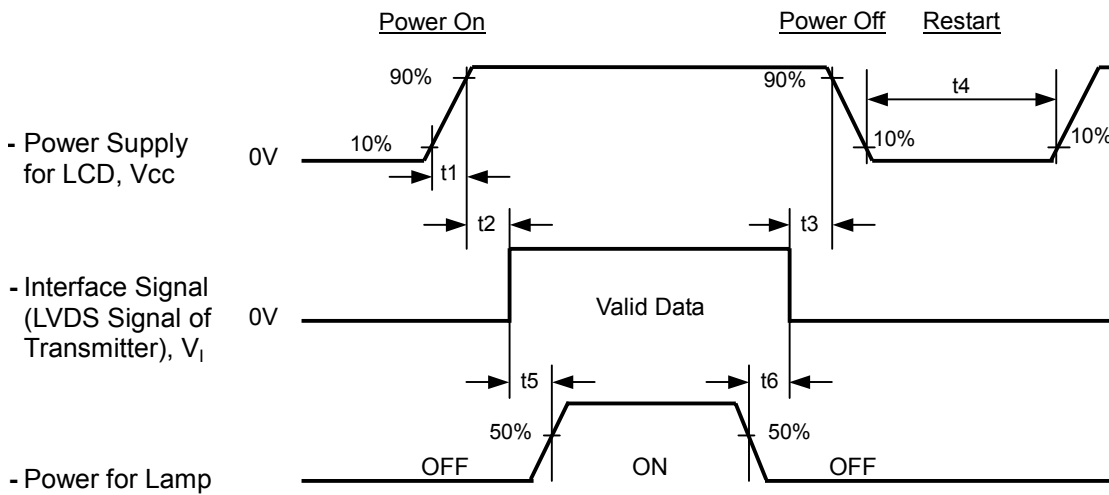 Power On
Power Off Restart
90%
90%
t4
- Power Supply
for LCD, Vcc
0V
10%
10%
10%
t1
t2
t3
- Interface Signal
(LVDS Signal of
Transmitter), VI
0V
Valid Data
t5
t6
50%
50%
- Power for Lamp
OFF
ON
OFF